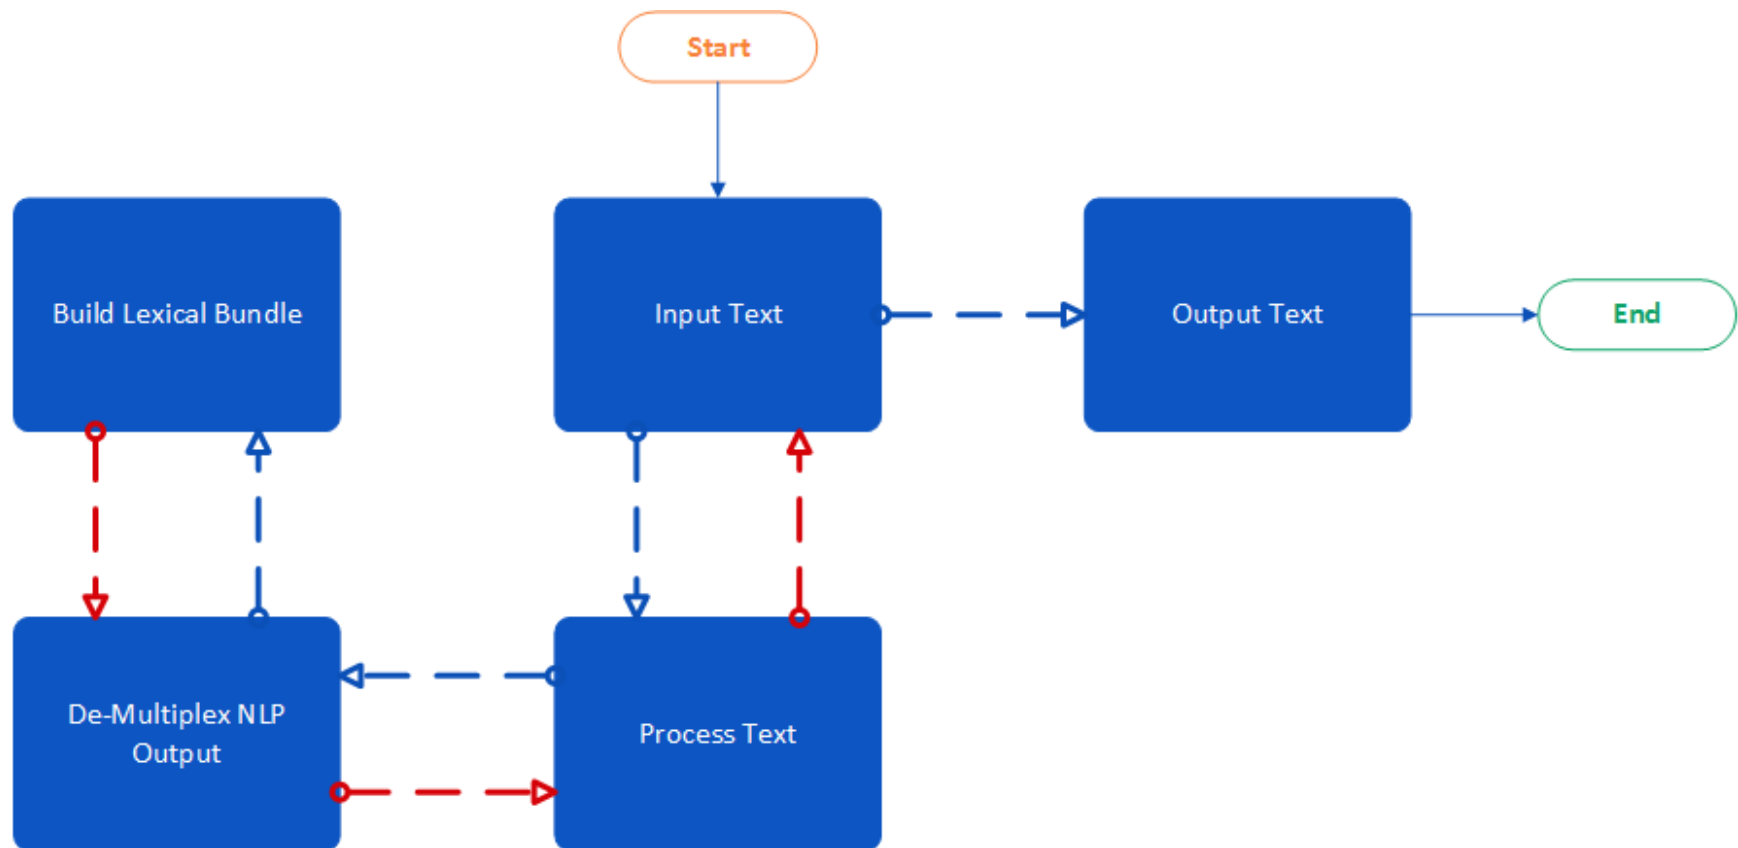 Start
Build Lexical Bundle
Input Text
Output Text
End
De-Multiplex NLP
Output
Process Text